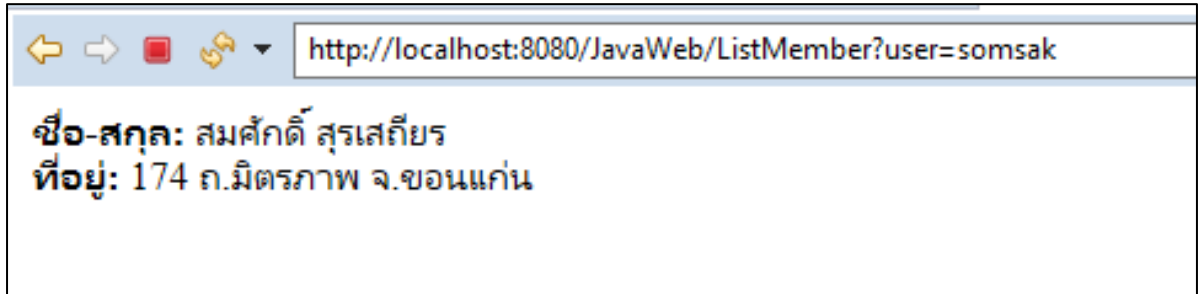 http://localhost:8080/JavaWeb/ListMember?user=somsak
ชื่อ-สกุล: สมศักดิ์ สุรเสถียร
ที่อยู่: 174 ถ.มิตรภาพ จ.ขอนแก่น